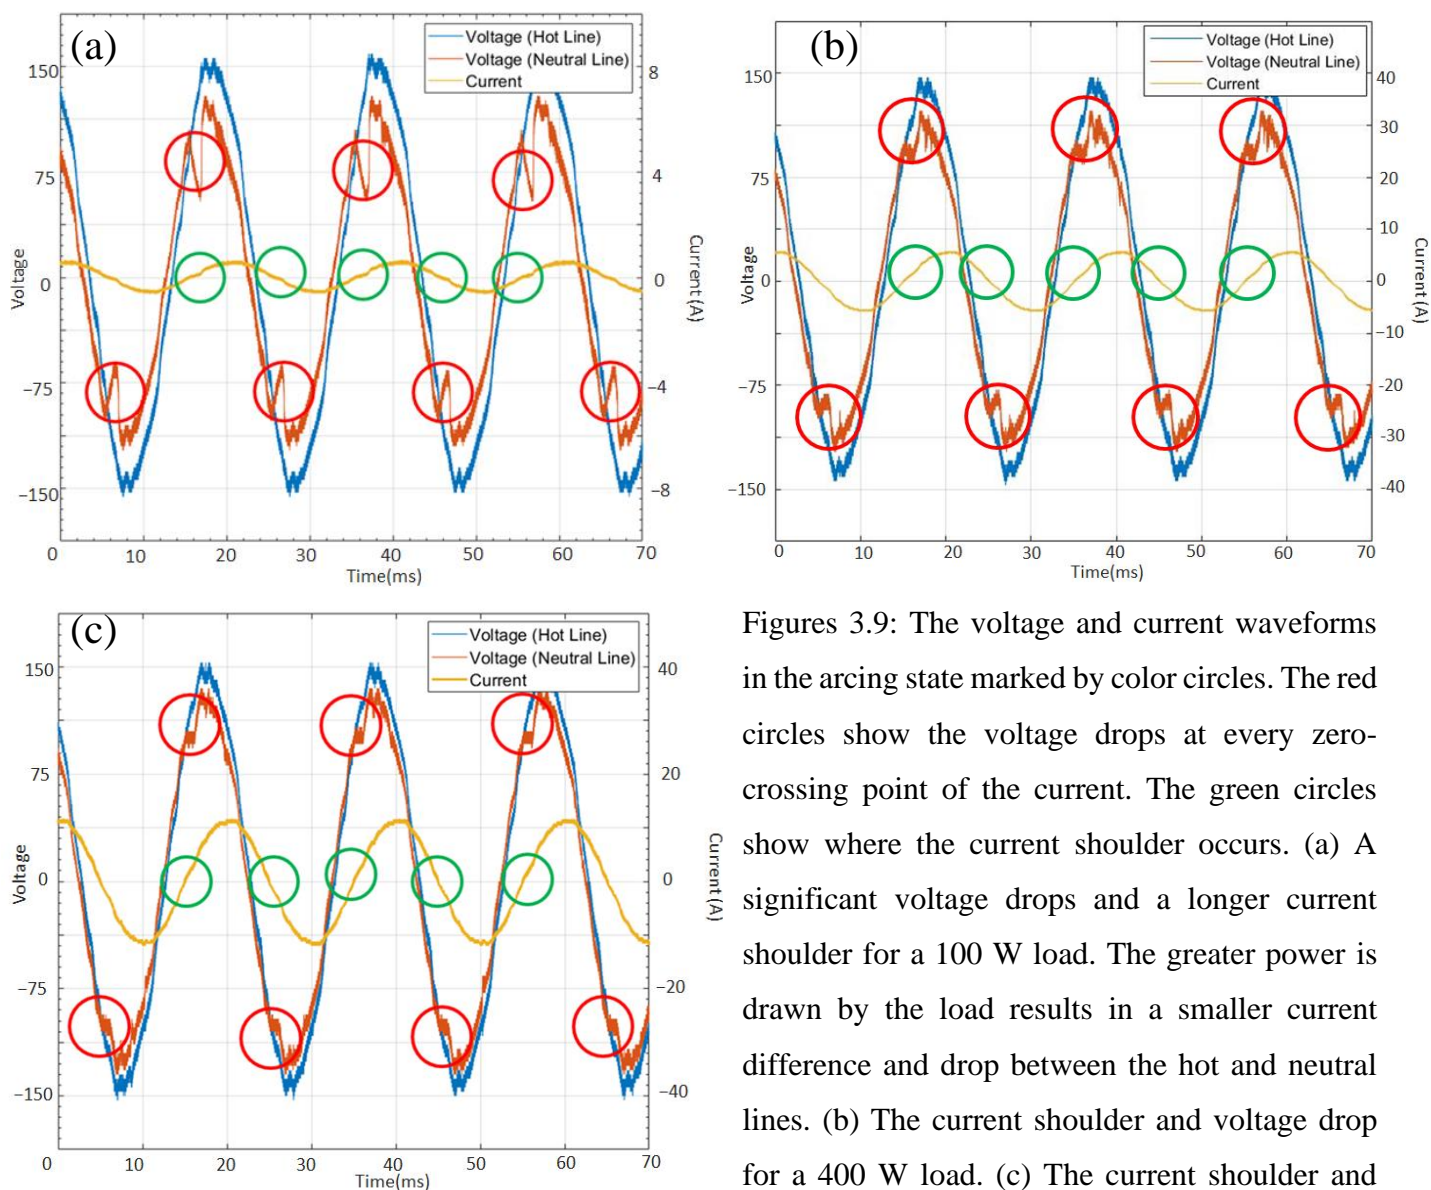 (a)
Voltage (Hot Line)
Voltage (Neutral Line)
Current
150
75
0
−75
−150
Voltage
8
4
0
−4
−8
Current (A)
0 10 20 30 40 50 60 70
Time(ms)
(b)
Voltage (Hot Line)
Voltage (Neutral Line)
Current
150
75
0
−75
−150
Voltage
40
30
20
10
0
−10
-20
−30
-40
Current (A)
0 10 20 30 40 50 60 70
Time(ms)
(c)
Voltage (Hot Line)
Voltage (Neutral Line)
Current
150
75
0
−75
−150
Voltage
40
20
0
−20
−40
Current (A)
0 10 20 30 40 50 60 70
Time(ms)
Figures 3.9: The voltage and current waveforms
in the arcing state marked by color circles. The red
circles show the voltage drops at every zero-
crossing point of the current. The green circles
show where the current shoulder occurs. (a) A
significant voltage drops and a longer current
shoulder for a 100 W load. The greater power is
drawn by the load results in a smaller current
difference and drop between the hot and neutral
lines. (b) The current shoulder and voltage drop
for a 400 W load. (c) The current shoulder and